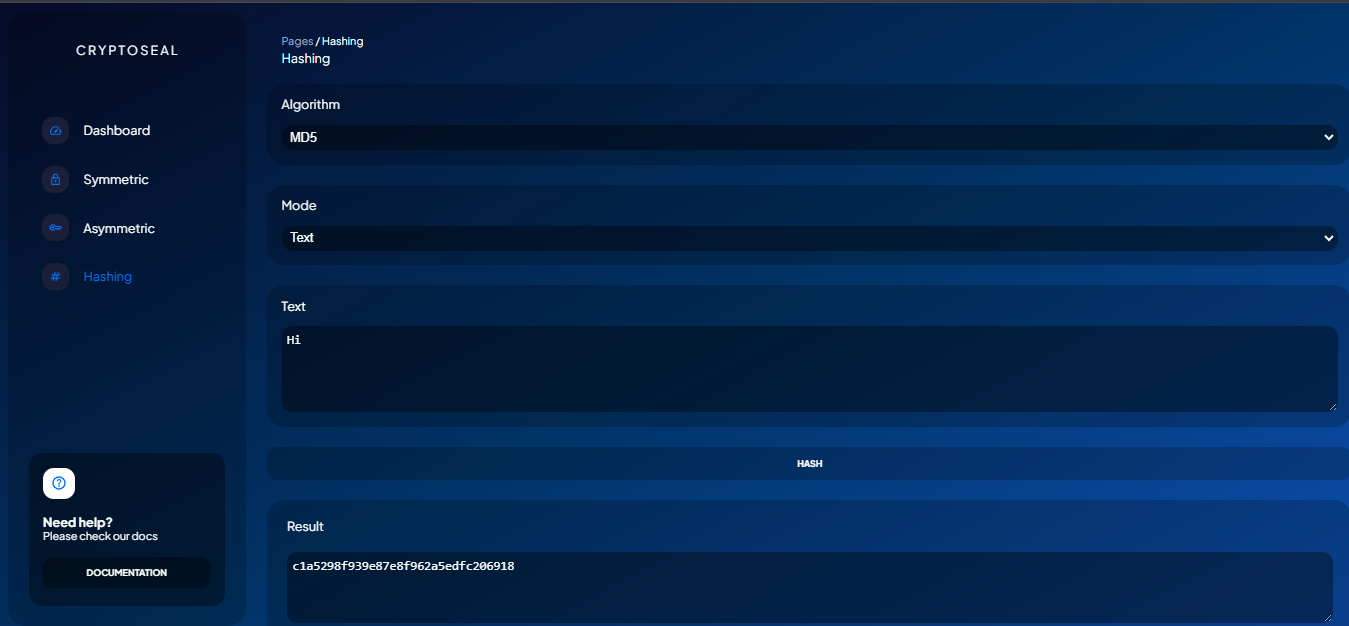 CRYPTOSEAL
Dashboard
Symmetric
Asymmetric
# Hashing
?
Need help?
Please check our docs
DOCUMENTATION
Pages / Hashing
Hashing
Algorithm
MD5
Mode
Text
Text
Hi
HASH
Result
c1a5298f939e87e8f962a5edfc206918